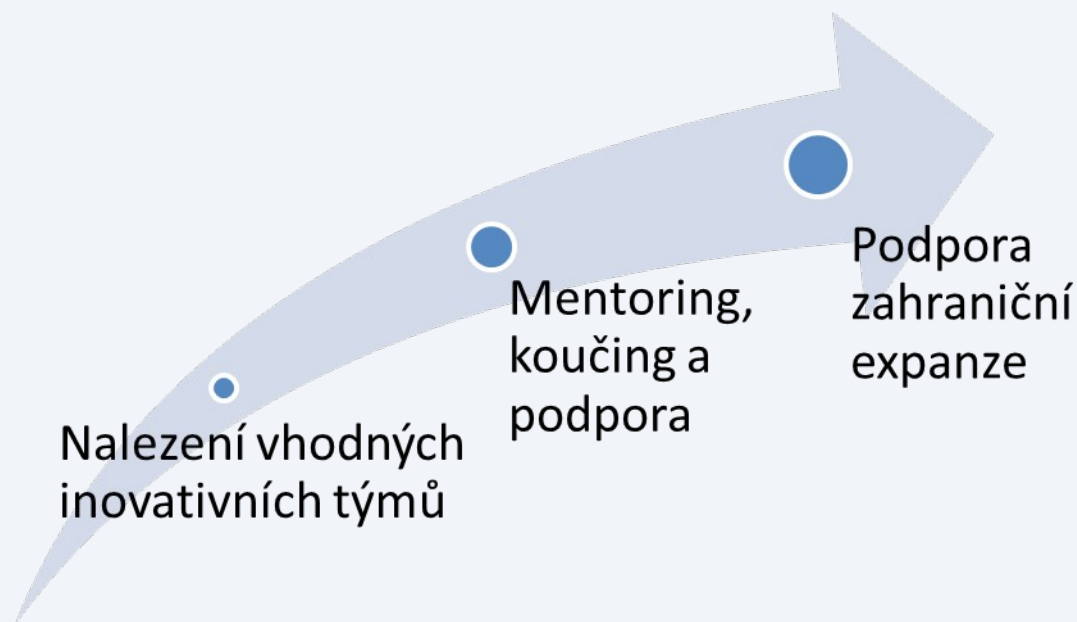 Nalezení vhodných
inovativních týmů
Mentoring,
koučing a
podpora
Podpora
zahraniční
expanze